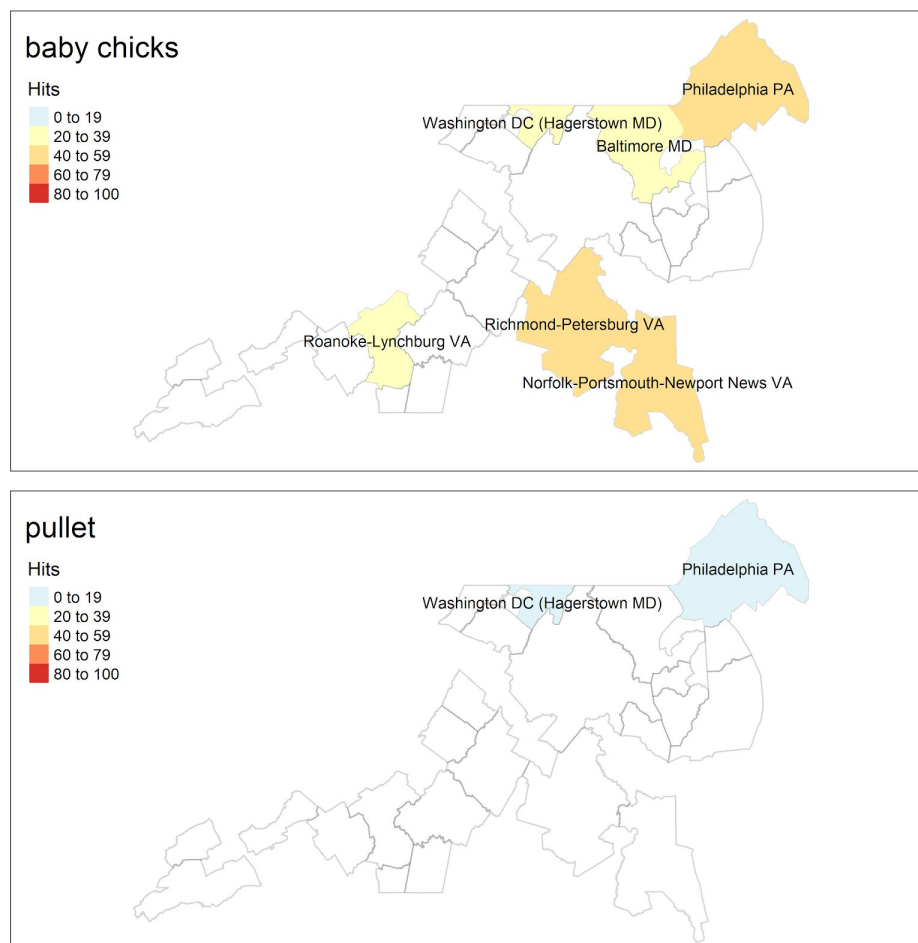 baby chicks
Hits
0 to 19
20 to 39
40 to 59
60 to 79
80 to 100
Philadelphia PA
Washington DC (Hagerstown MD)
Baltimore MD
Richmond-Petersburg VA
Roanoke-Lynchburg VA
Norfolk-Portsmouth-Newport News VA
pullet
Hits
0 to 19
20 to 39
40 to 59
60 to 79
80 to 100
Philadelphia PA
Washington DC (Hagerstown MD)